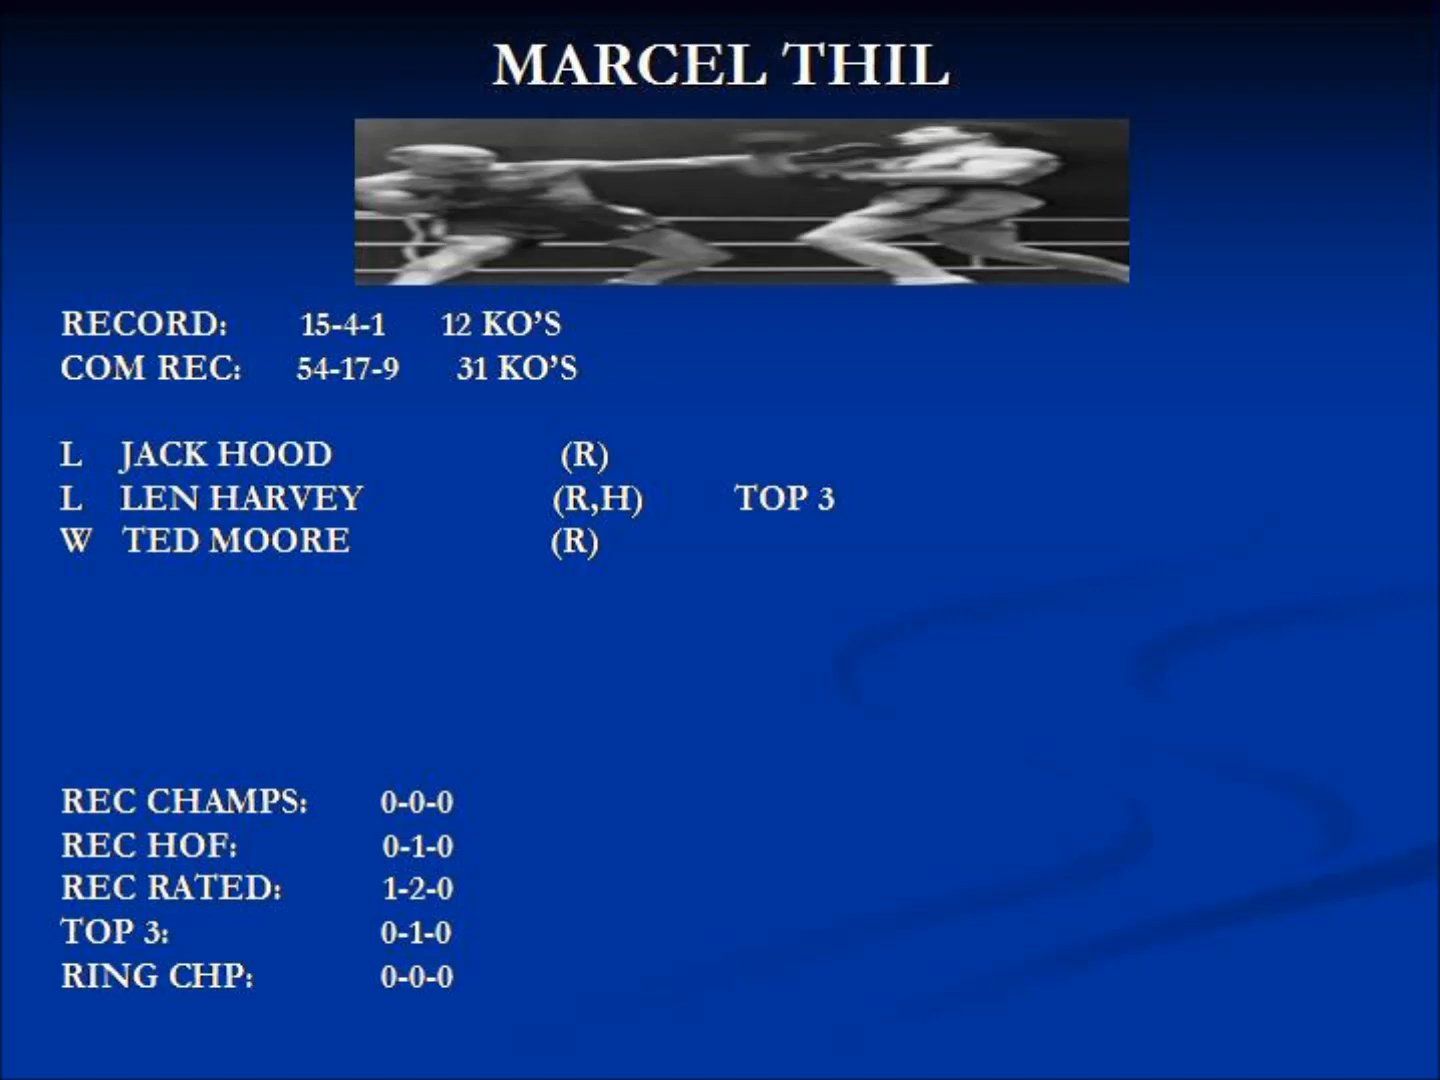 MARCEL THIL
RECORD: 15-4-1 12 KO'S
COM REC: 54-17-9 31 KO'S
L JACK HOOD (R)
L LEN HARVEY (R,H) TOP 3
W TED MOORE (R)
REC CHAMPS: 0-0-0
REC HOF: 0-1-0
REC RATED: 1-2-0
TOP 3: 0-1-0
RING CHP: 0-0-0